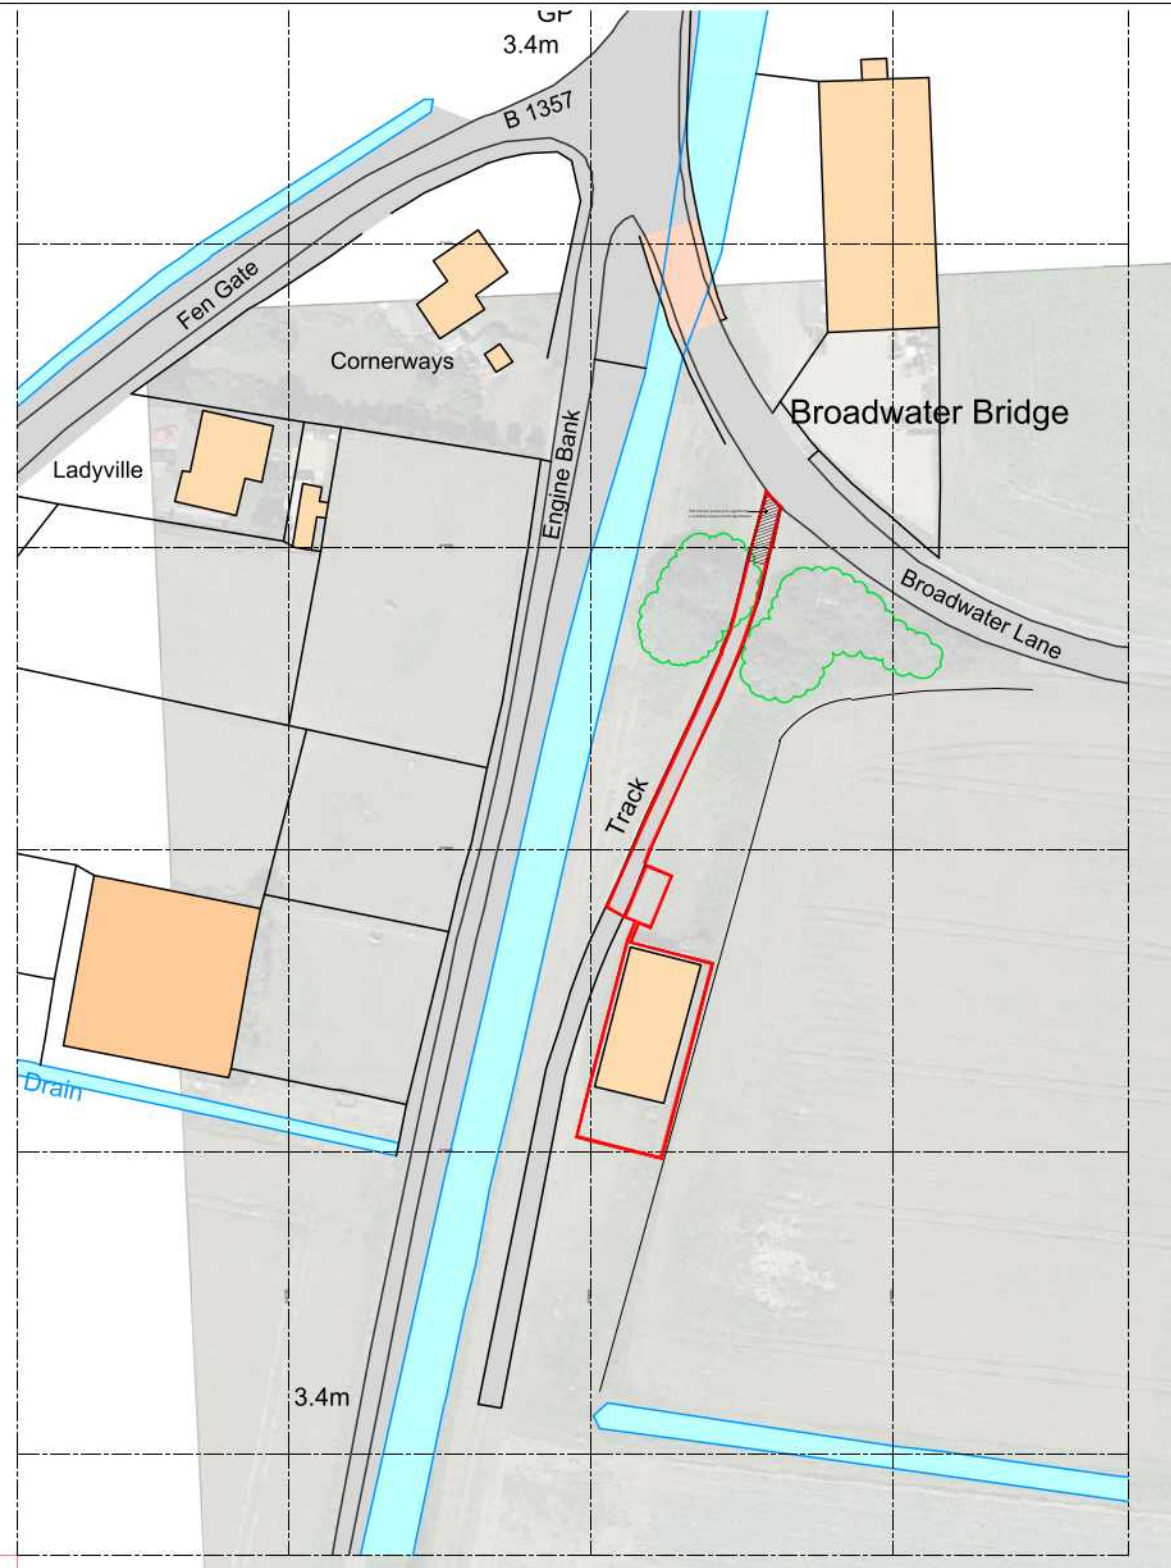 GP
3.4m
B 1357
Fen Gate
Cornerways
Broadwater Bridge
Ladyville
Engine Bank
Broadwater Lane
Track
Drain
3.4m